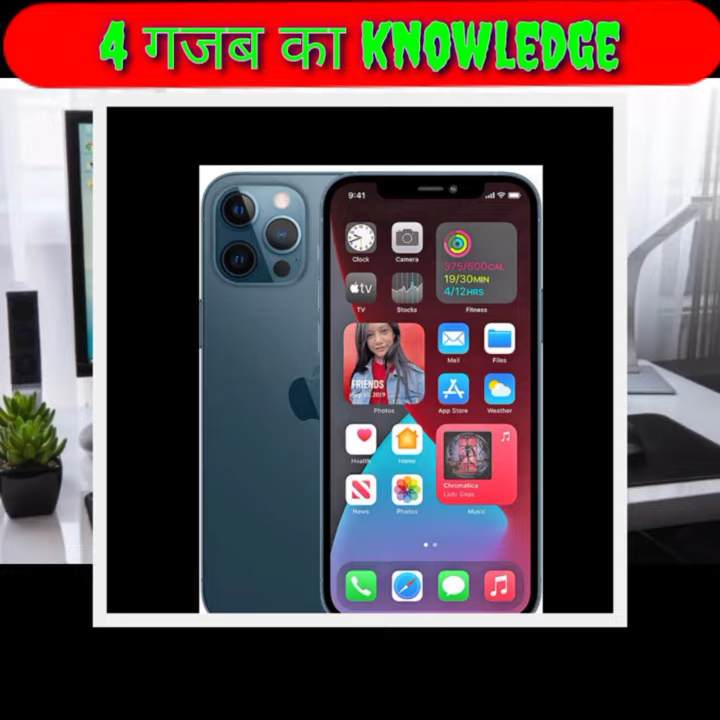 4 गजब का KNOWLEDGE
9:41
Clock
Camera
375/500CAL
19/30MIN
4/12HRS
tv
TV
Stocks
Fitness
FRIENDS
Mail
Files
Photos
App Store
Weather
Health
Home
Chromatica
Lady Gaga
News
Photos
Music